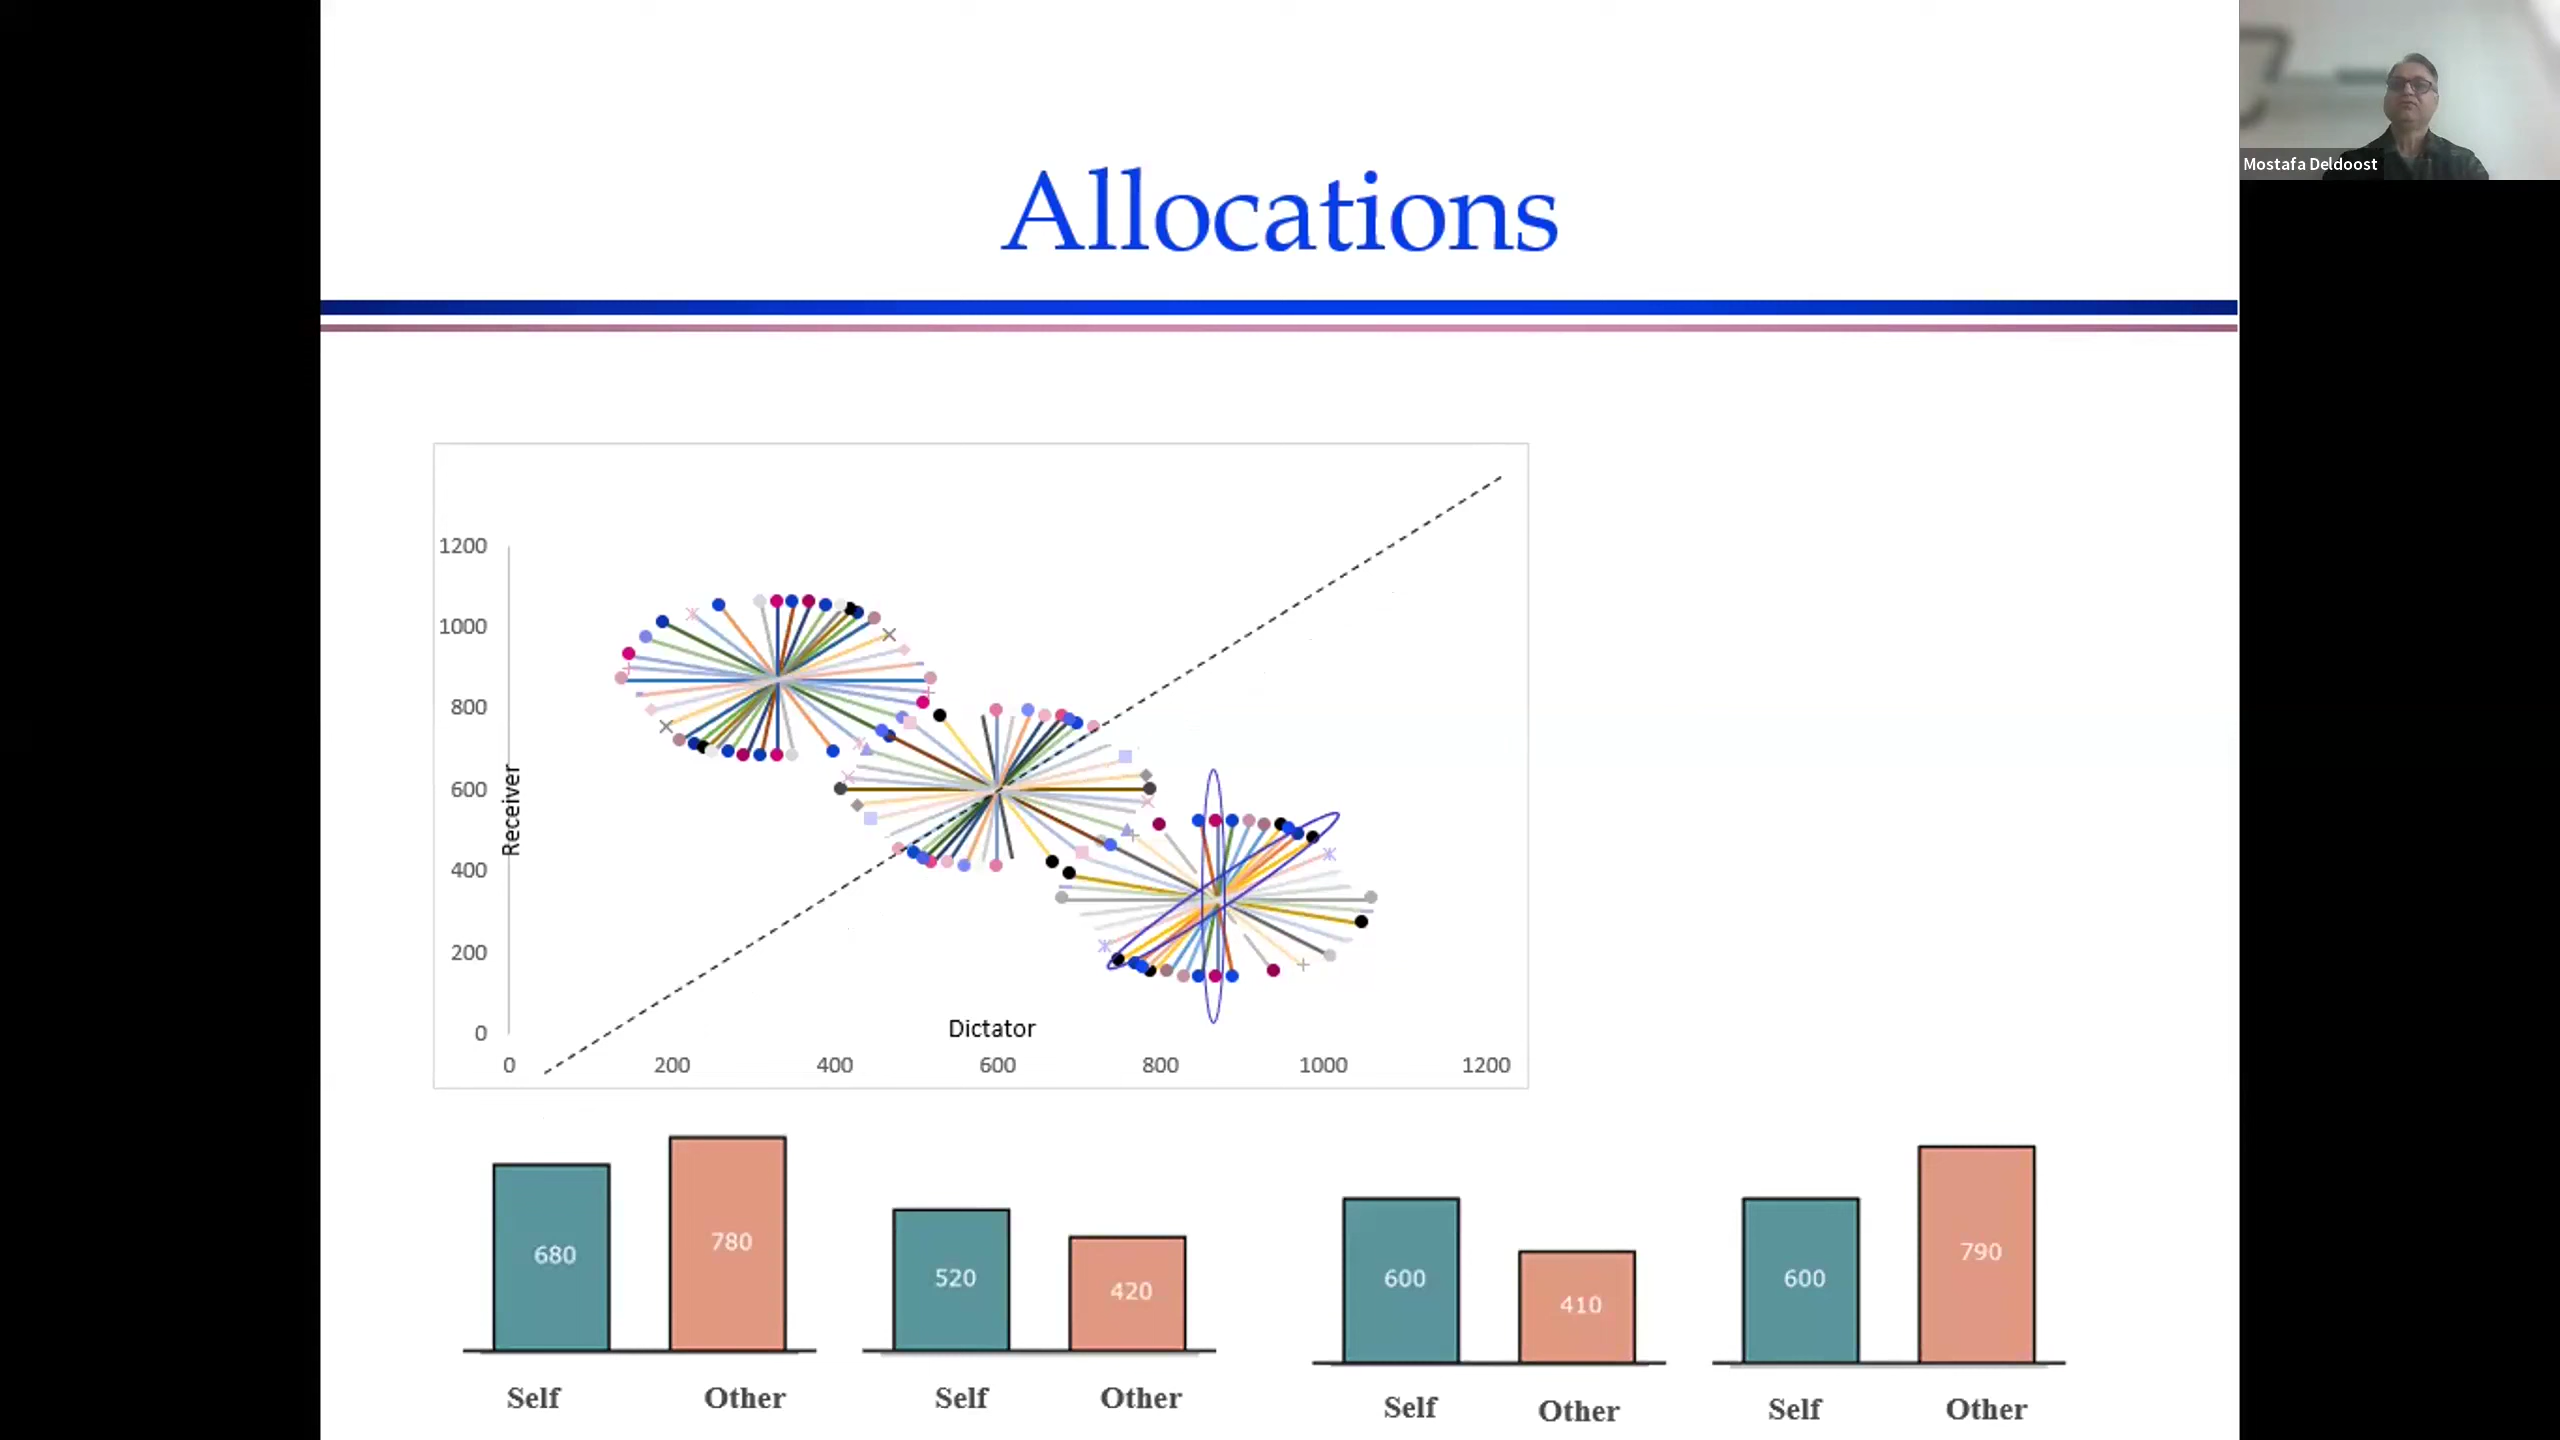 Mostafa Deldoost
Allocations
1200
1000
800
600
400
200
0
Receiver
Dictator
0 200 400 600 800 1000 1200
680 780 520 420 600 410 600 790
Self Other Self Other Self Other Self Other